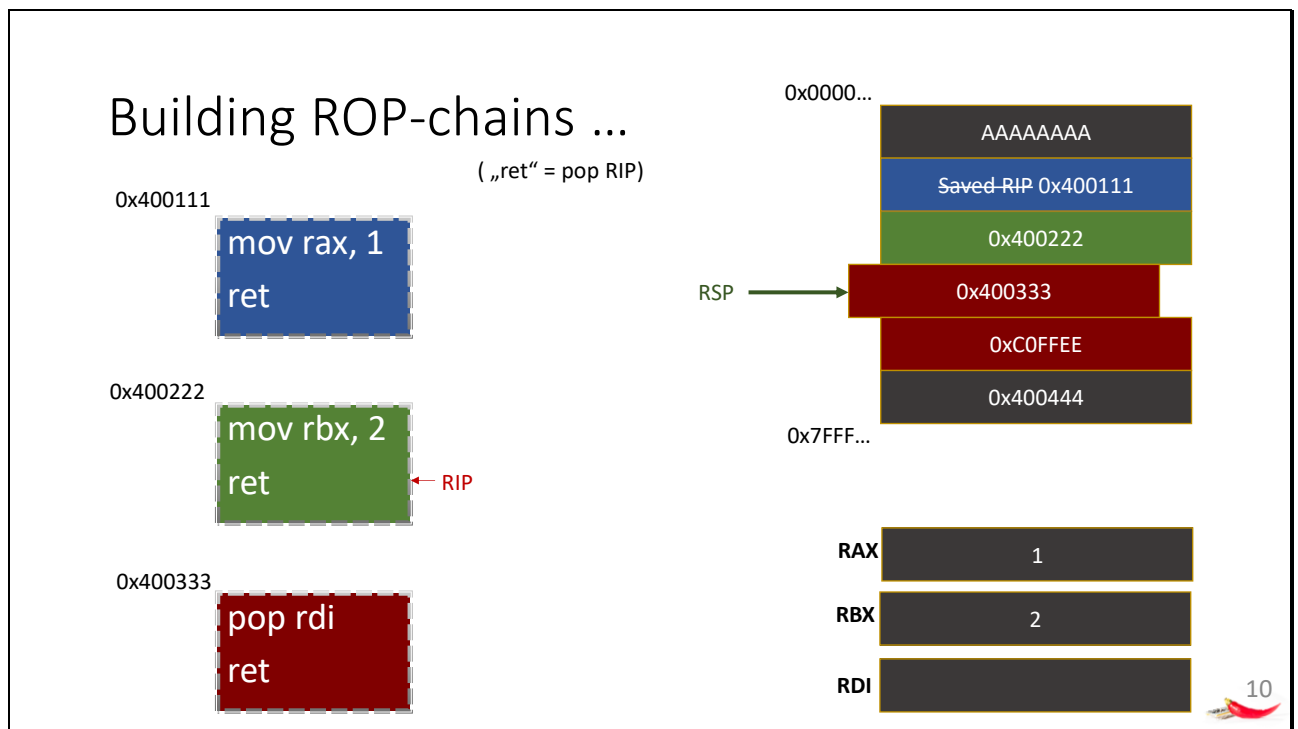 Building ROP-chains ...
( „ret“ = pop RIP)
0x400111
mov rax, 1
ret
0x400222
mov rbx, 2
ret
RIP
0x400333
pop rdi
ret
0x0000...
AAAAAAAA
Saved RIP 0x400111
0x400222
RSP
0x400333
0xC0FFEE
0x400444
0x7FFF...
RAX
1
RBX
2
RDI
10